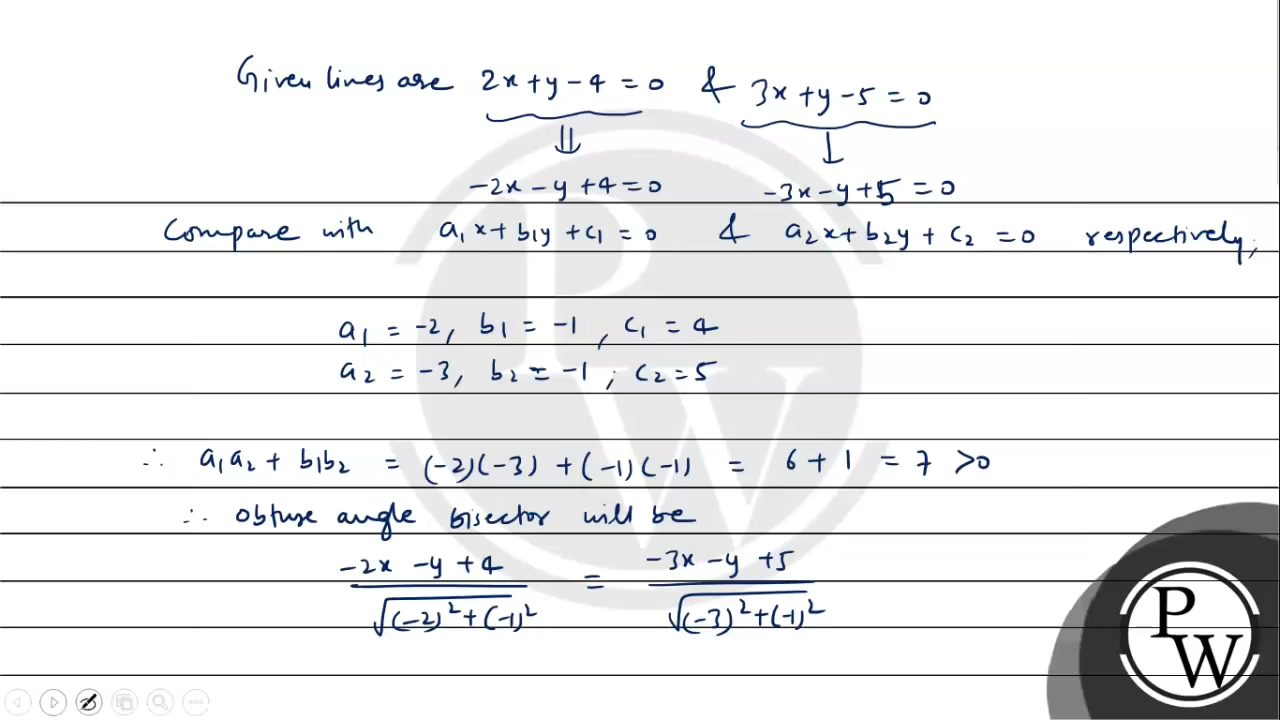 Given lines are 2x + y - 4 = 0 & 3x + y - 5 = 0
⇓ ↓
-2x - y + 4 = 0 -3x - y + 5 = 0
Compare with a₁x + b₁y + c₁ = 0 & a₂x + b₂y + c₂ = 0 respectively,
a₁ = -2, b₁ = -1, c₁ = 4
a₂ = -3, b₂ = -1, c₂ = 5
∴ a₁a₂ + b₁b₂ = (-2)(-3) + (-1)(-1) = 6 + 1 = 7 > 0
∴ obtuse angle bisector will be
(-2x - y + 4)/√((-2)² + (-1)²) = (-3x - y + 5)/√((-3)² + (-1)²)
PW
PW